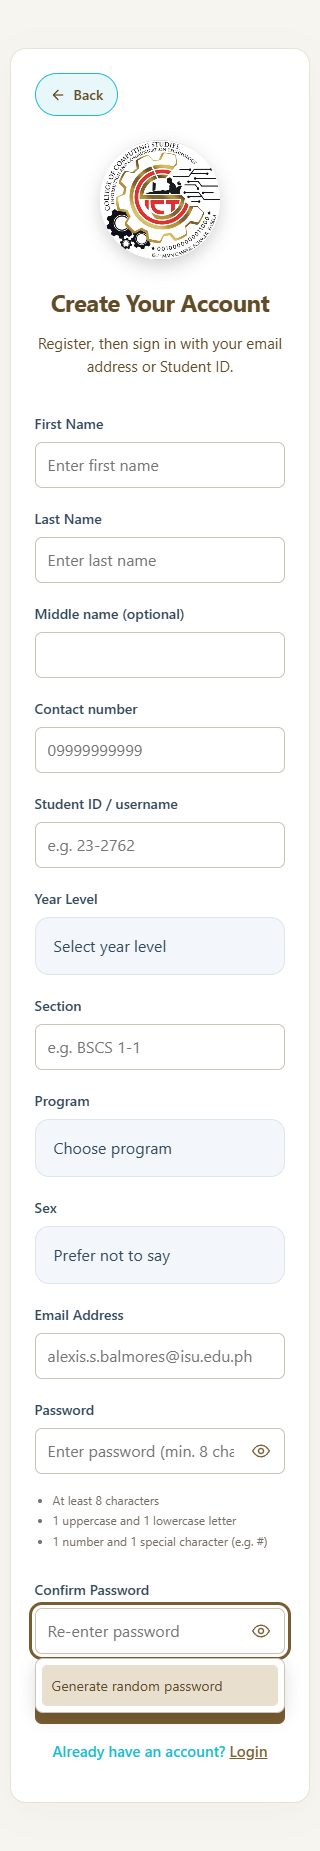 ← Back
COLLEGE OF COMPUTING STUDIES
ICT
Create Your Account
Register, then sign in with your email
address or Student ID.
First Name
Enter first name
Last Name
Enter last name
Middle name (optional)
Contact number
09999999999
Student ID / username
e.g. 23-2762
Year Level
Select year level
Section
e.g. BSCS 1-1
Program
Choose program
Sex
Prefer not to say
Email Address
alexis.s.balmores@isu.edu.ph
Password
Enter password (min. 8 cha
• At least 8 characters
• 1 uppercase and 1 lowercase letter
• 1 number and 1 special character (e.g. #)
Confirm Password
Re-enter password
Generate random password
Already have an account? Login